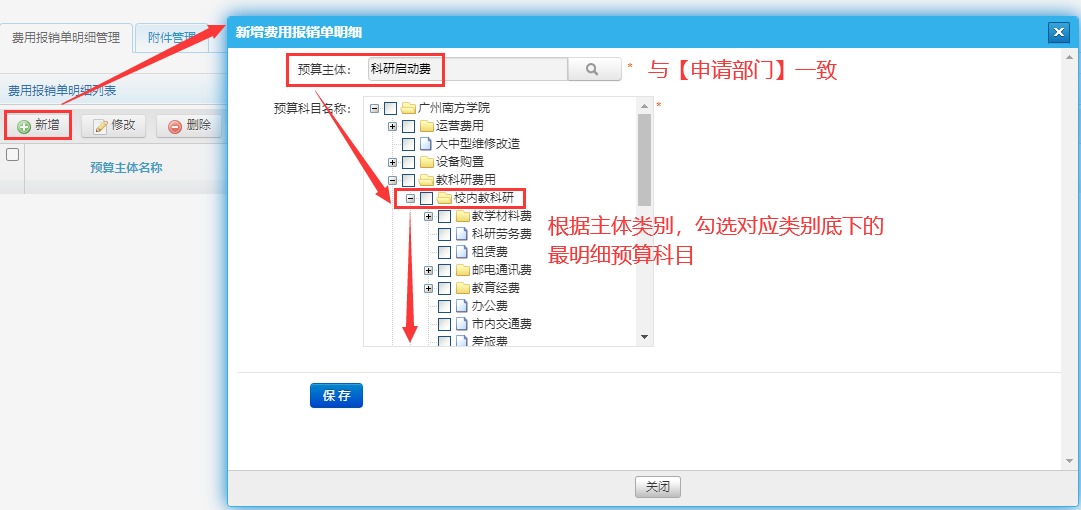 新增费用报销单明细
费用报销单明细管理
附件管理
预算主体：
科研启动费
*
与【申请部门】一致
费用报销单明细列表
预算科目名称：
广州南方学院
*
新增
修改
删除
运营费用
大中型维修改造
预算主体名称
设备购置
教科研费用
校内教科研
教学材料费
根据主体类别，勾选对应类别底下的
科研劳务费
最明细预算科目
租赁费
邮电通讯费
教育经费
办公费
市内交通费
差旅费
保 存
关闭